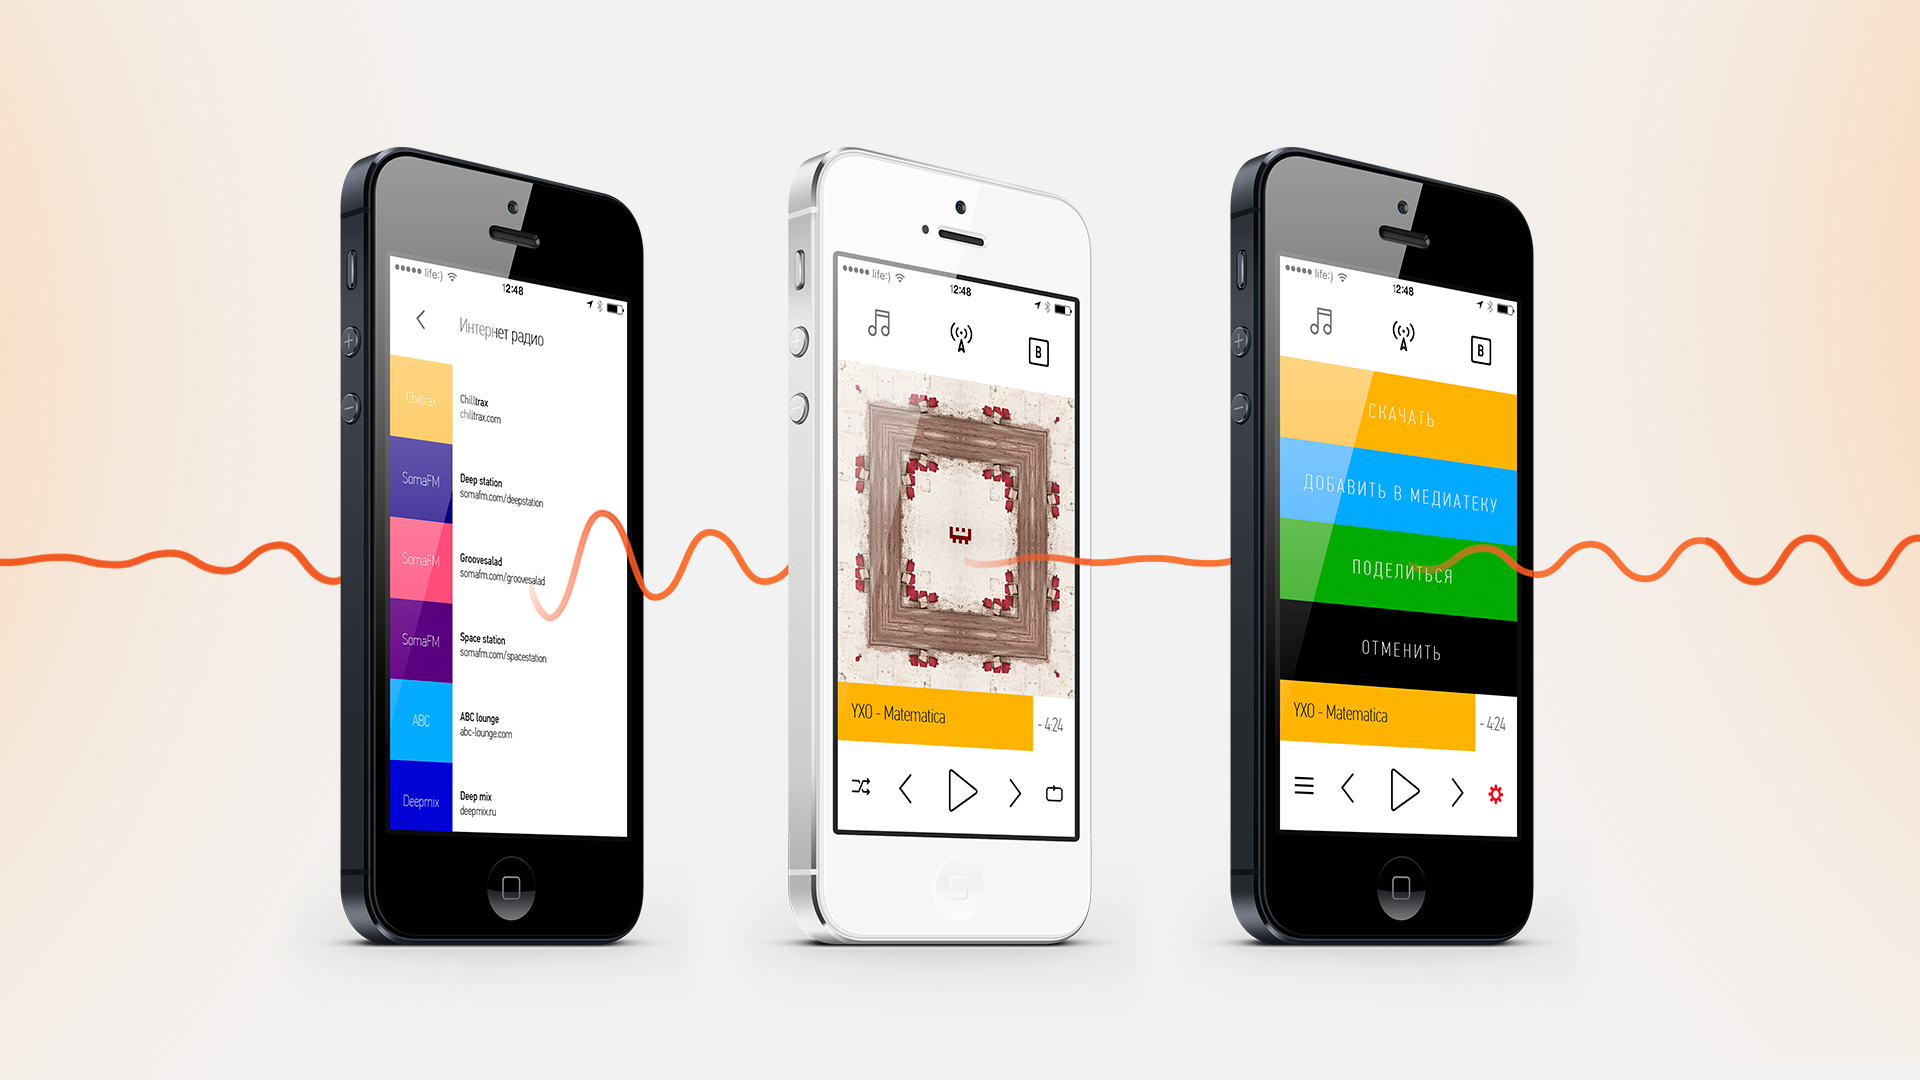 life:)
12:48
Интернет радио
Chilltrax
Chilltrax
chilltrax.com
SomaFM
Deep station
somafm.com/deepstation
SomaFM
Groovesalad
somafm.com/groovesalad
SomaFM
Space station
somafm.com/spacestation
ABC
ABC lounge
abc-lounge.com
Deepmix
Deep mix
deepmix.ru
life:)
12:48
A
B
YXO - Matematica
- 4:24
life:)
12:48
A
B
СКАЧАТЬ
ДОБАВИТЬ В МЕДИАТЕКУ
ПОДЕЛИТЬСЯ
ОТМЕНИТЬ
YXO - Matematica
- 4:24